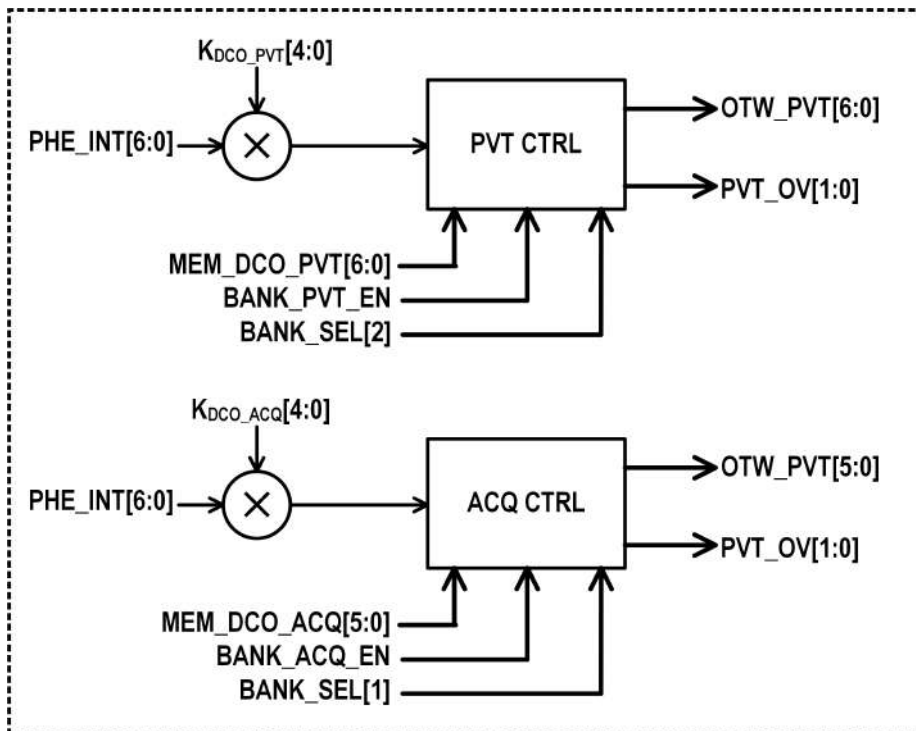 K_DCO_PVT[4:0]
PHE_INT[6:0]
×
PVT CTRL
OTW_PVT[6:0]
PVT_OV[1:0]
MEM_DCO_PVT[6:0]
BANK_PVT_EN
BANK_SEL[2]
K_DCO_ACQ[4:0]
PHE_INT[6:0]
×
ACQ CTRL
OTW_PVT[5:0]
PVT_OV[1:0]
MEM_DCO_ACQ[5:0]
BANK_ACQ_EN
BANK_SEL[1]